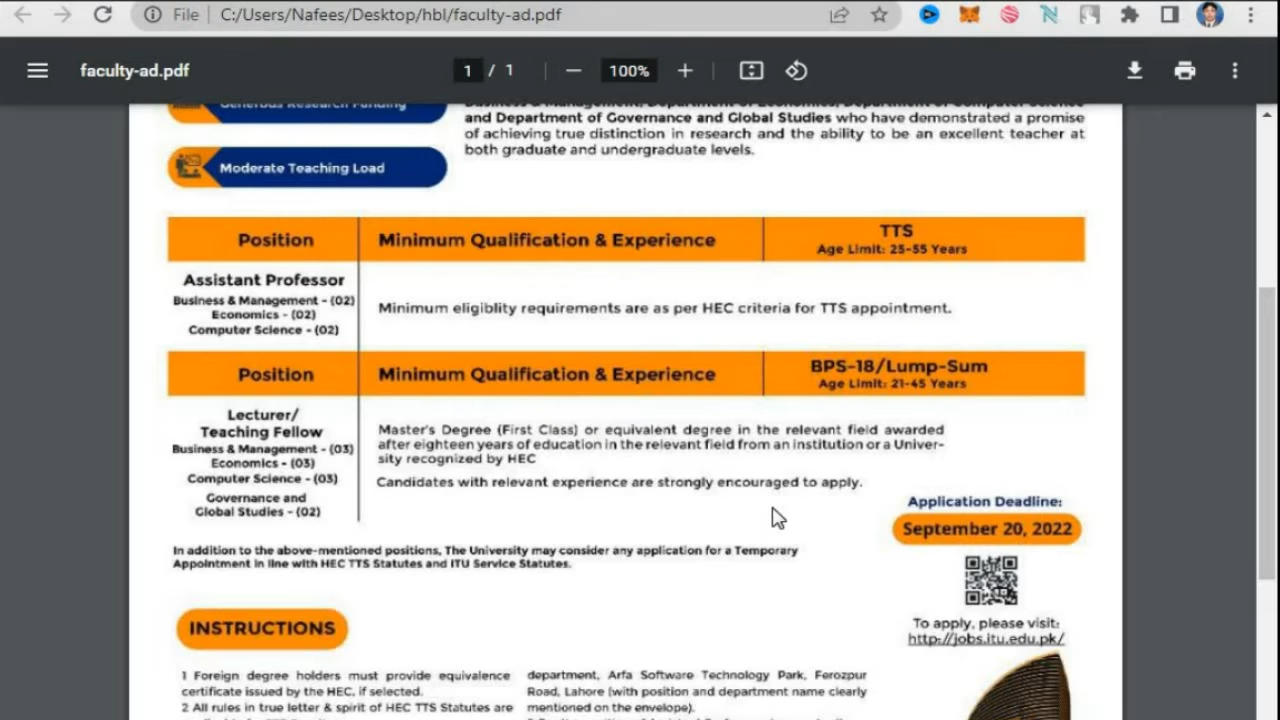 File C:/Users/Nafees/Desktop/hbl/faculty-ad.pdf
faculty-ad.pdf
1 / 1
100%
Generous Research Funding
Moderate Teaching Load
Business & Management, Department of Economics, Department of Computer Science
and Department of Governance and Global Studies who have demonstrated a promise
of achieving true distinction in research and the ability to be an excellent teacher at
both graduate and undergraduate levels.
Position
Minimum Qualification & Experience
TTS
Age Limit: 25-55 Years
Assistant Professor
Business & Management - (02)
Economics - (02)
Computer Science - (02)
Minimum eligiblity requirements are as per HEC criteria for TTS appointment.
Position
Minimum Qualification & Experience
BPS-18/Lump-Sum
Age Limit: 21-45 Years
Lecturer/
Teaching Fellow
Business & Management - (03)
Economics - (03)
Computer Science - (03)
Governance and
Global Studies - (02)
Master's Degree (First Class) or equivalent degree in the relevant field awarded
after eighteen years of education in the relevant field from an institution or a Univer-
sity recognized by HEC
Candidates with relevant experience are strongly encouraged to apply.
Application Deadline:
September 20, 2022
In addition to the above-mentioned positions, The University may consider any application for a Temporary
Appointment in line with HEC TTS Statutes and ITU Service Statutes.
To apply, please visit:
http://jobs.itu.edu.pk/
INSTRUCTIONS
1 Foreign degree holders must provide equivalence
certificate issued by the HEC, if selected.
2 All rules in true letter & spirit of HEC TTS Statutes are
department, Arfa Software Technology Park, Ferozpur
Road, Lahore (with position and department name clearly
mentioned on the envelope).